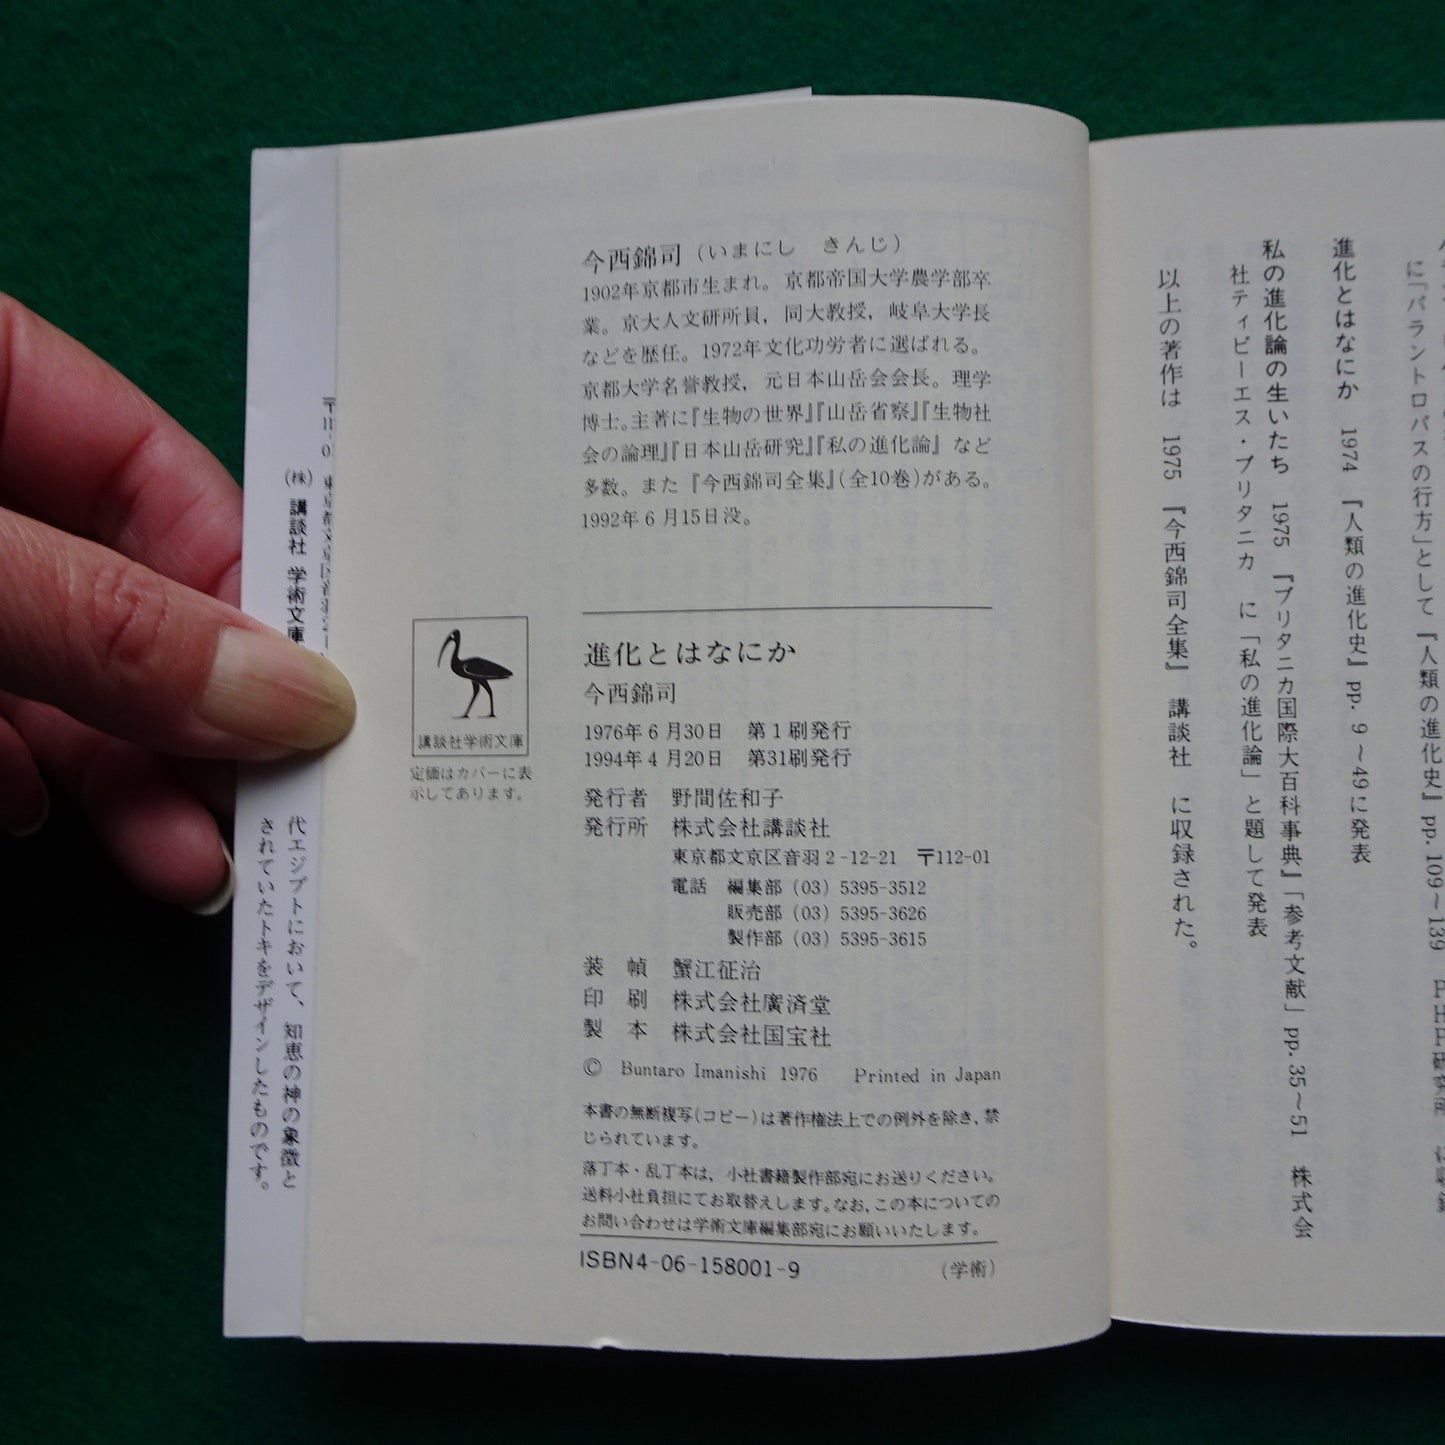 に「パラントロパスの行方」として『人類の進化史』pp. 109～139
進化とはなにか　1974　『人類の進化史』pp. 9～49に発表
私の進化論の生いたち　1975　『ブリタニカ国際大百科事典』「参考文献」pp. 35～51　株式会
社ティビーエス・ブリタニカ　に「私の進化論」と題して発表
以上の著作は　1975　『今西錦司全集』　講談社　に収録された。
今西錦司（いまにし　きんじ）
1902年京都市生まれ。京都帝国大学農学部卒
業。京大人文研所員，同大教授，岐阜大学長
などを歴任。1972年文化功労者に選ばれる。
京都大学名誉教授，元日本山岳会会長。理学
博士。主著に『生物の世界』『山岳省察』『生物社
会の論理』『日本山岳研究』『私の進化論』など
多数。また『今西錦司全集』(全10巻)がある。
1992年6月15日没。
講談社学術文庫
定価はカバーに表
示してあります。
進化とはなにか
今西錦司
1976年6月30日　第1刷発行
1994年4月20日　第31刷発行
発行者　野間佐和子
発行所　株式会社講談社
東京都文京区音羽2-12-21　〒112-01
電話　編集部（03）5395-3512
販売部（03）5395-3626
製作部（03）5395-3615
装　幀　蟹江征治
印　刷　株式会社廣済堂
製　本　株式会社国宝社
© Buntaro Imanishi 1976　Printed in Japan
本書の無断複写(コピー)は著作権法上での例外を除き，禁
じられています。
落丁本・乱丁本は，小社書籍製作部宛にお送りください。
送料小社負担にてお取替えします。なお，この本についての
お問い合わせは学術文庫編集部宛にお願いいたします。
ISBN4-06-158001-9　(学術)
〒112-0
（株）講談社 学術文庫
代エジプトにおいて、知恵の神の象徴と
されていたトキをデザインしたものです。